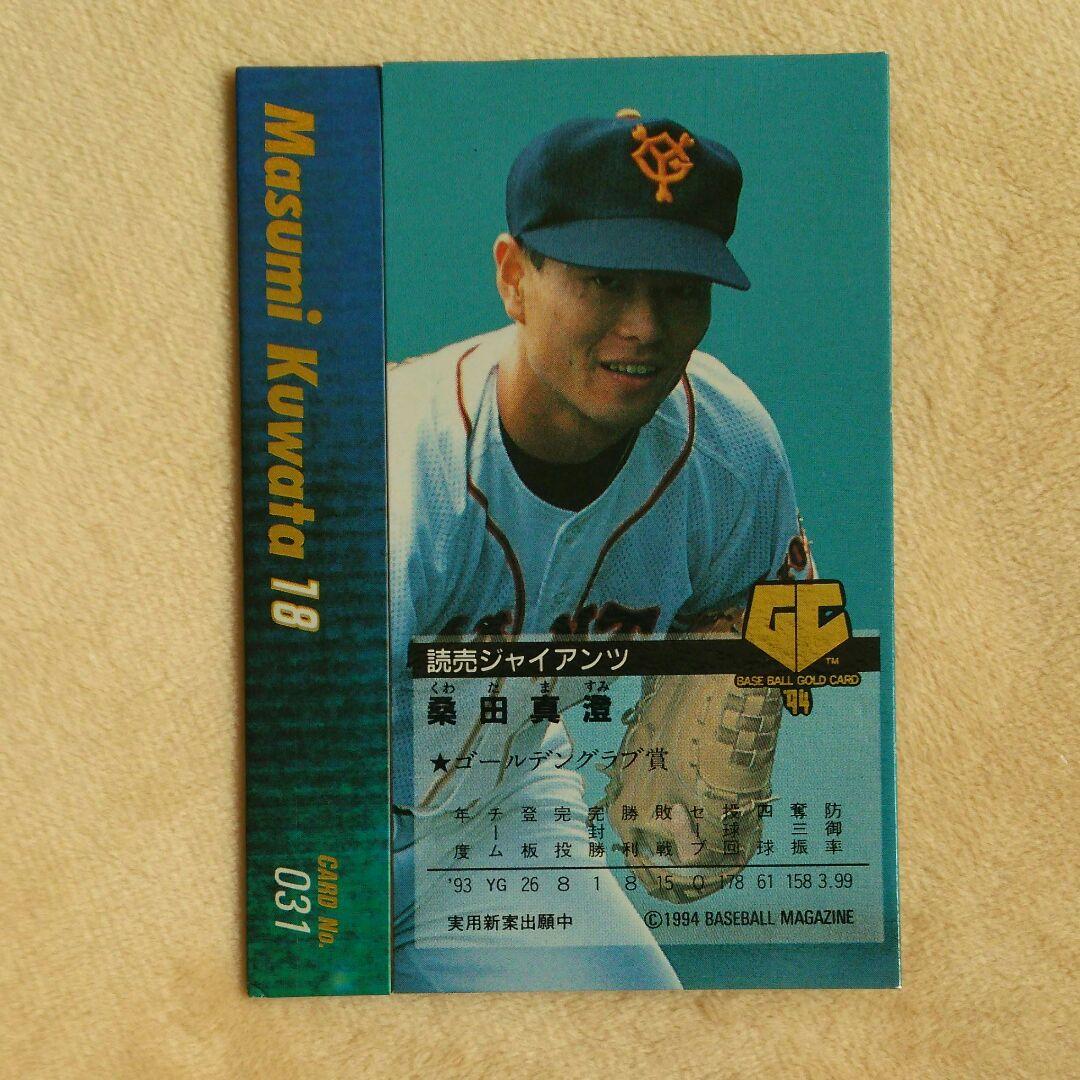 Masumi Kuwata 18
CARD No.
031
YG
GC
TM
BASE BALL GOLD CARD
'94
読売ジャイアンツ
くわ た ま すみ
桑田真澄
★ゴールデングラブ賞
年度 チーム 登板 完投 完封勝 勝利 敗戦 セーブ 投球回 四球 奪三振 防御率
'93 YG 26 8 1 8 15 0 178 61 158 3.99
実用新案出願中
©1994 BASEBALL MAGAZINE